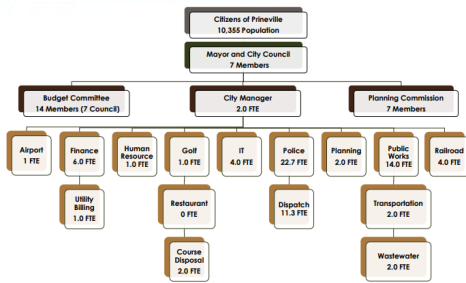 Citizens of Prineville
10,355 Population
Mayor and City Council
7 Members
Budget Committee
14 Members (7 Council)
City Manager
2.0 FTE
Planning Commission
7 Members
Airport
1 FTE
Finance
6.0 FTE
Human
Resource
1.0 FTE
Golf
1.0 FTE
IT
4.0 FTE
Police
22.7 FTE
Planning
2.0 FTE
Public
Works
14.0 FTE
Railroad
4.0 FTE
Utility
Billing
1.0 FTE
Restaurant
0 FTE
Dispatch
11.3 FTE
Transportation
2.0 FTE
Course
Disposal
2.0 FTE
Wastewater
2.0 FTE